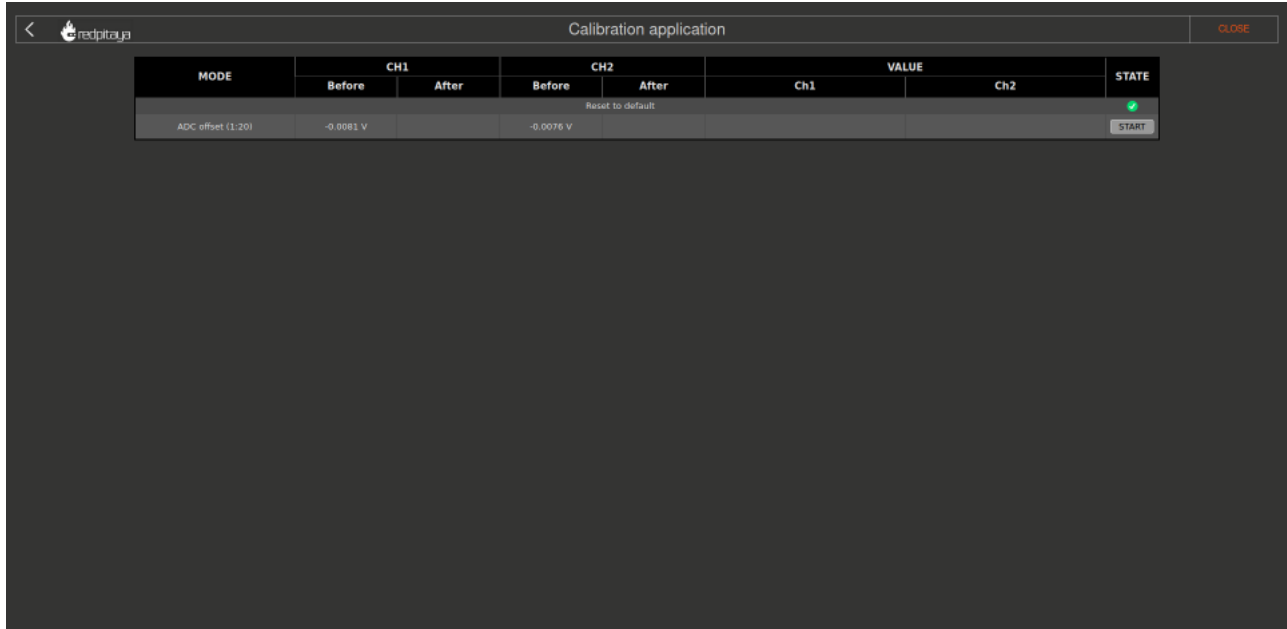 redpitaya Calibration application CLOSE
MODE CH1 CH2 VALUE STATE
Before After Before After Ch1 Ch2
Reset to default
ADC offset (1:20) -0.0081 V -0.0076 V START